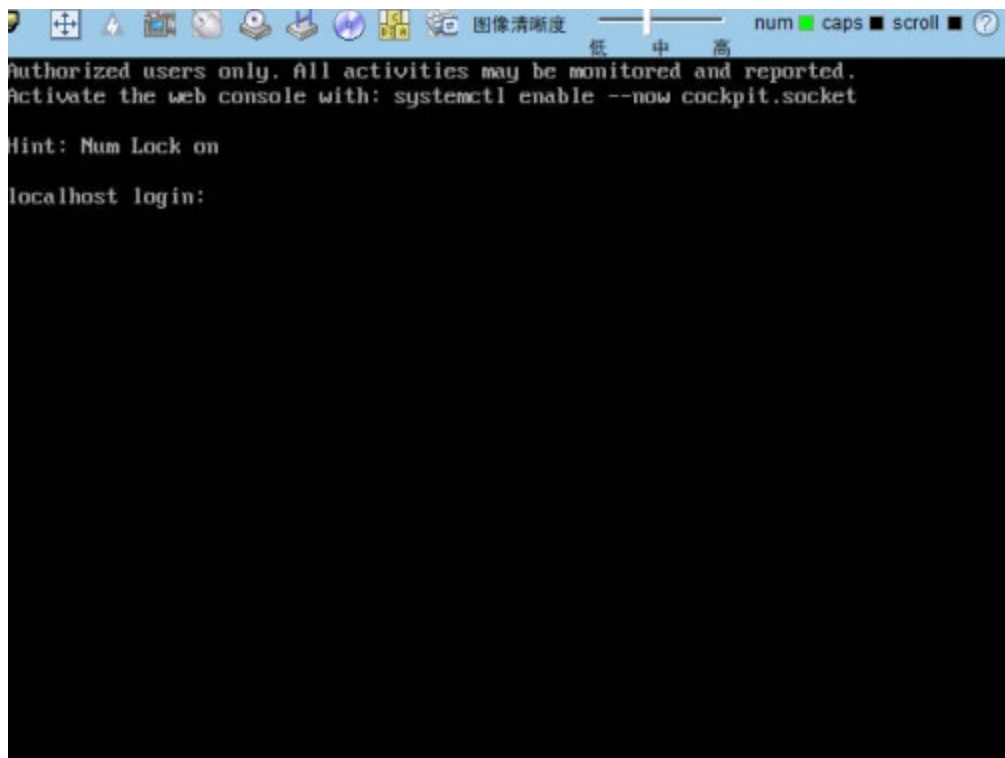 图像清晰度 num caps scroll ?
低 中 高
Authorized users only. All activities may be monitored and reported.
Activate the web console with: systemctl enable --now cockpit.socket
Hint: Num Lock on
localhost login: